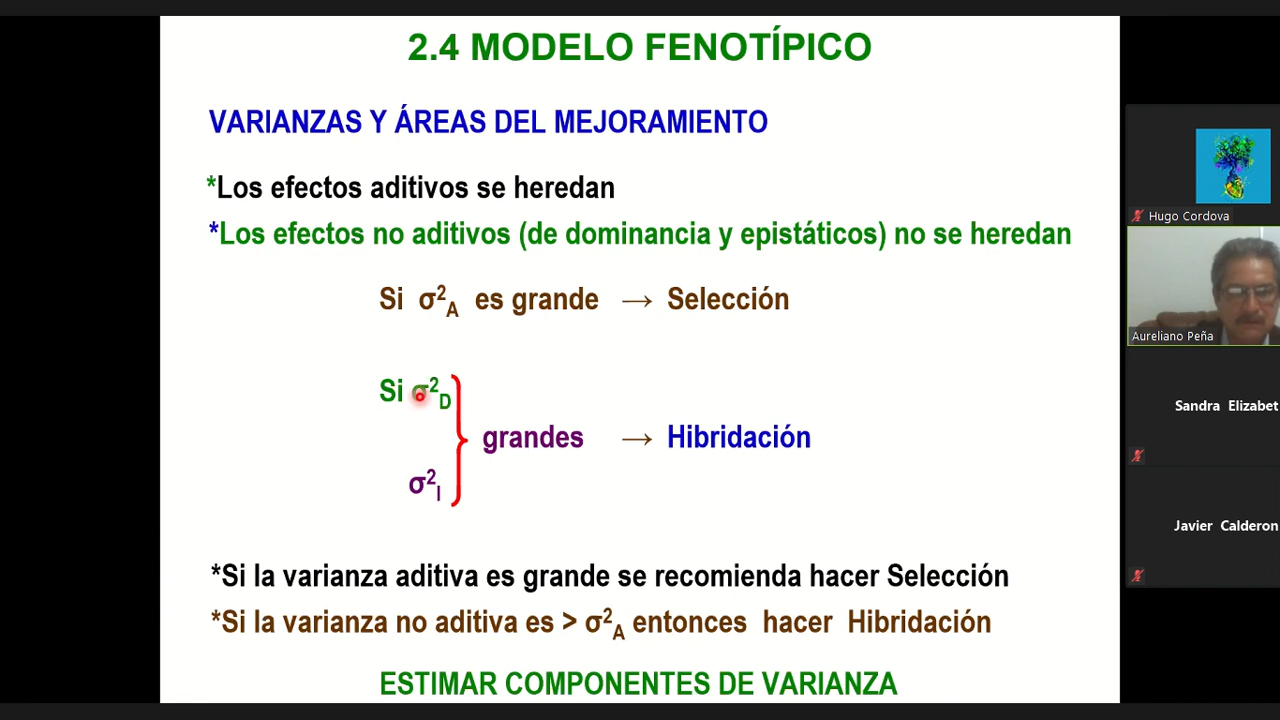 2.4 MODELO FENOTÍPICO
VARIANZAS Y ÁREAS DEL MEJORAMIENTO
*Los efectos aditivos se heredan
*Los efectos no aditivos (de dominancia y epistáticos) no se heredan
Si σ²A es grande → Selección
Si σ²D
grandes → Hibridación
σ²I
*Si la varianza aditiva es grande se recomienda hacer Selección
*Si la varianza no aditiva es > σ²A entonces hacer Hibridación
ESTIMAR COMPONENTES DE VARIANZA
Hugo Cordova
Aureliano Peña
Sandra Elizabet
Javier Calderon